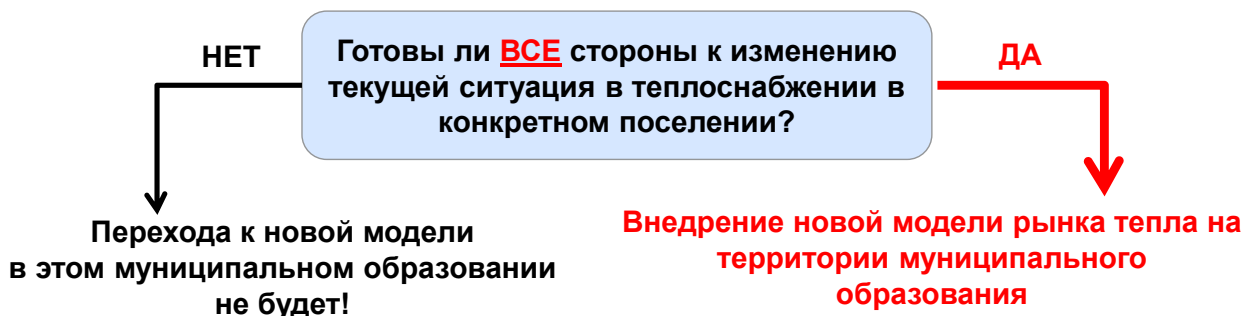 НЕТ
Готовы ли ВСЕ стороны к изменению
текущей ситуация в теплоснабжении в
конкретном поселении?
ДА
Перехода к новой модели
в этом муниципальном образовании
не будет!
Внедрение новой модели рынка тепла на
территории муниципального
образования